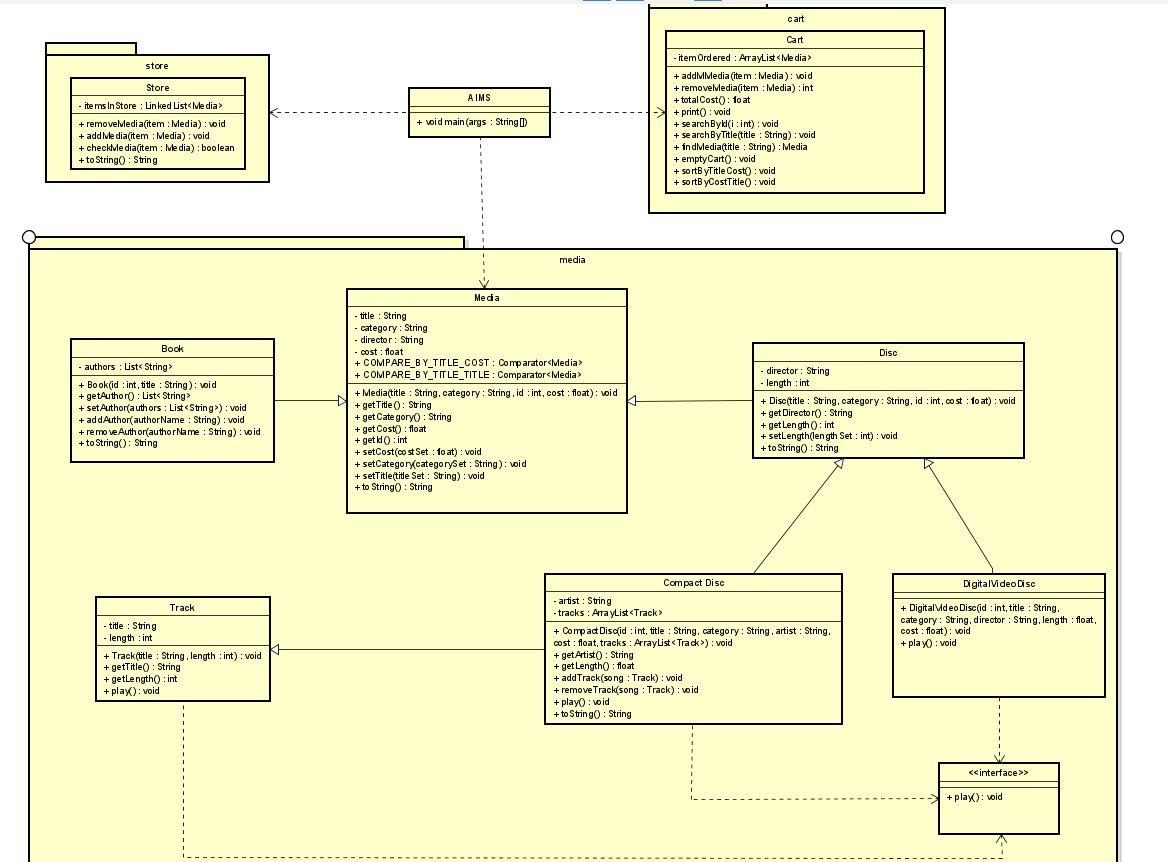 cart
Cart
- itemOrdered : ArrayList<Media>
+ addMMedia(item : Media) : void
+ removeMedia(item : Media) : int
+ totalCost() : float
+ print() : void
+ searchById(i : int) : void
+ searchByTitle(title : String) : void
+ findMedia(title : String) : Media
+ emptyCart() : void
+ sortByTitleCost() : void
+ sortByCostTitle() : void
store
Store
- itemsInStore : LinkedList<Media>
+ removeMedia(item : Media) : void
+ addMedia(item : Media) : void
+ checkMedia(item : Media) : boolean
+ toString() : String
AIMS
+ void main(args : String[])
media
Media
- title : String
- category : String
- director : String
- cost : float
+ COMPARE_BY_TITLE_COST : Comparator<Media>
+ COMPARE_BY_TITLE_TITLE : Comparator<Media>
+ Media(title : String, category : String, id : int, cost : float) : void
+ getTitle() : String
+ getCategory() : String
+ getCost() : float
+ getId() : int
+ setCost(costSet : float) : void
+ setCategory(categorySet : String) : void
+ setTitle(titleSet : String) : void
+ toString() : String
Book
- authors : List<String>
+ Book(id : int, title : String) : void
+ getAuthor() : List<String>
+ setAuthor(authors : List<String>) : void
+ addAuthor(authorName : String) : void
+ removeAuthor(authorName : String) : void
+ toString() : String
Disc
- director : String
- length : int
+ Disc(title : String, category : String, id : int, cost : float) : void
+ getDirector() : String
+ getLength() : int
+ setLength(lengthSet : int) : void
+ toString() : String
Track
- title : String
- length : int
+ Track(title : String, length : int) : void
+ getTitle() : String
+ getLength() : int
+ play() : void
Compact Disc
- artist : String
- tracks : ArrayList<Track>
+ CompactDisc(id : int, title : String, category : String, artist : String,
cost : float, tracks : ArrayList<Track>) : void
+ getArtist() : String
+ getLength() : float
+ addTrack(song : Track) : void
+ removeTrack(song : Track) : void
+ play() : void
+ toString() : String
DigitalVideoDisc
+ DigitalVideoDisc(id : int, title : String,
category : String, director : String, length : float,
cost : float) : void
+ play() : void
<<interface>>
+ play() : void